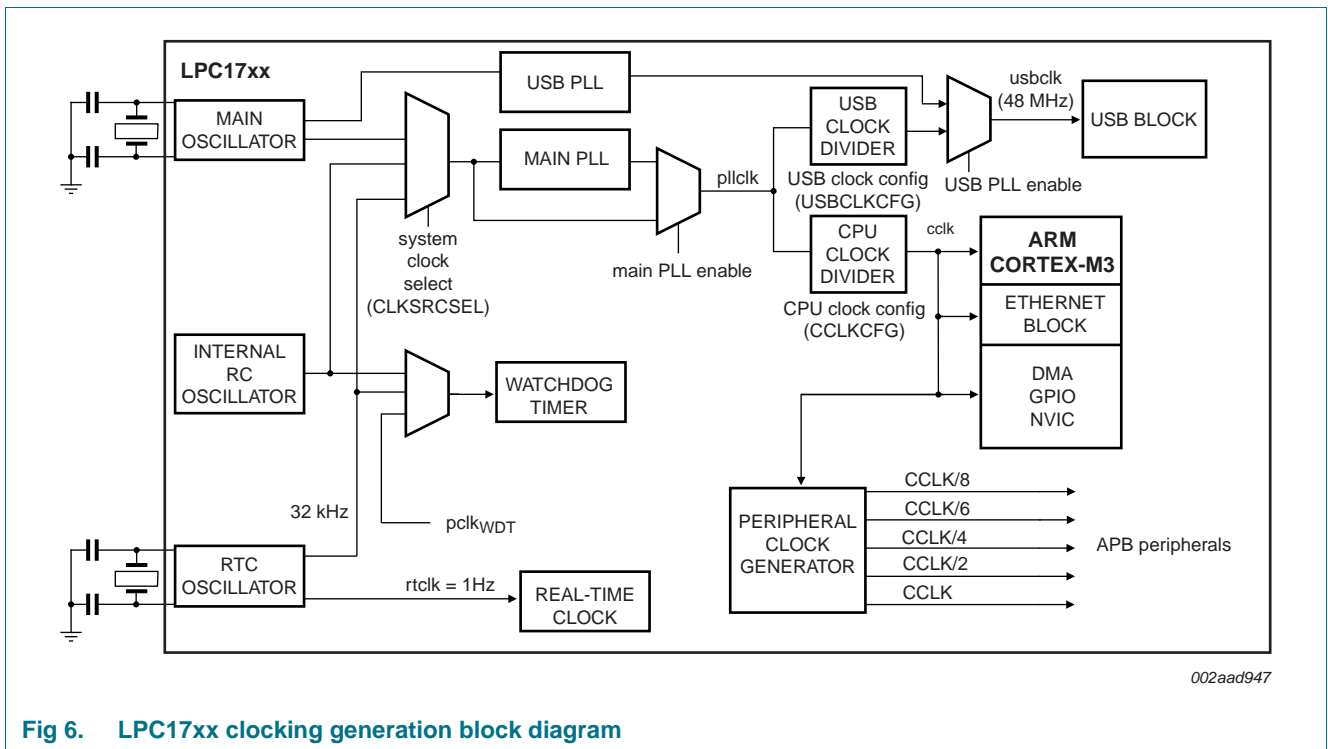 LPC17xx
MAIN
OSCILLATOR
USB PLL
MAIN PLL
system
clock
select
(CLKSRCSEL)
main PLL enable
pllclk
USB
CLOCK
DIVIDER
USB clock config
(USBCLKCFG)
usbclk
(48 MHz)
USB BLOCK
USB PLL enable
CPU
CLOCK
DIVIDER
CPU clock config
(CCLKCFG)
cclk
ARM
CORTEX-M3
ETHERNET
BLOCK
DMA
GPIO
NVIC
INTERNAL
RC
OSCILLATOR
WATCHDOG
TIMER
32 kHz
pclkWDT
RTC
OSCILLATOR
rtclk = 1Hz
REAL-TIME
CLOCK
PERIPHERAL
CLOCK
GENERATOR
CCLK/8
CCLK/6
CCLK/4
CCLK/2
CCLK
APB peripherals
002aad947
Fig 6. LPC17xx clocking generation block diagram